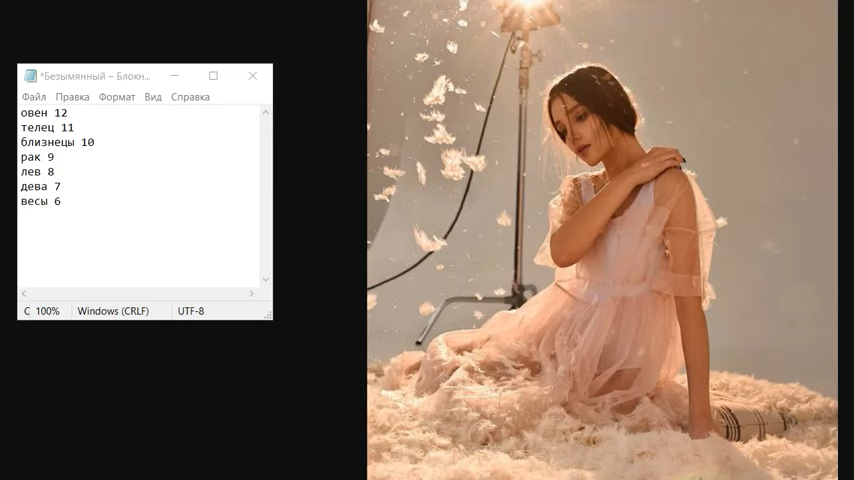 *Безымянный – Блокн...
Файл Правка Формат Вид Справка
овен 12
телец 11
близнецы 10
рак 9
лев 8
дева 7
весы 6
С 100% Windows (CRLF) UTF-8